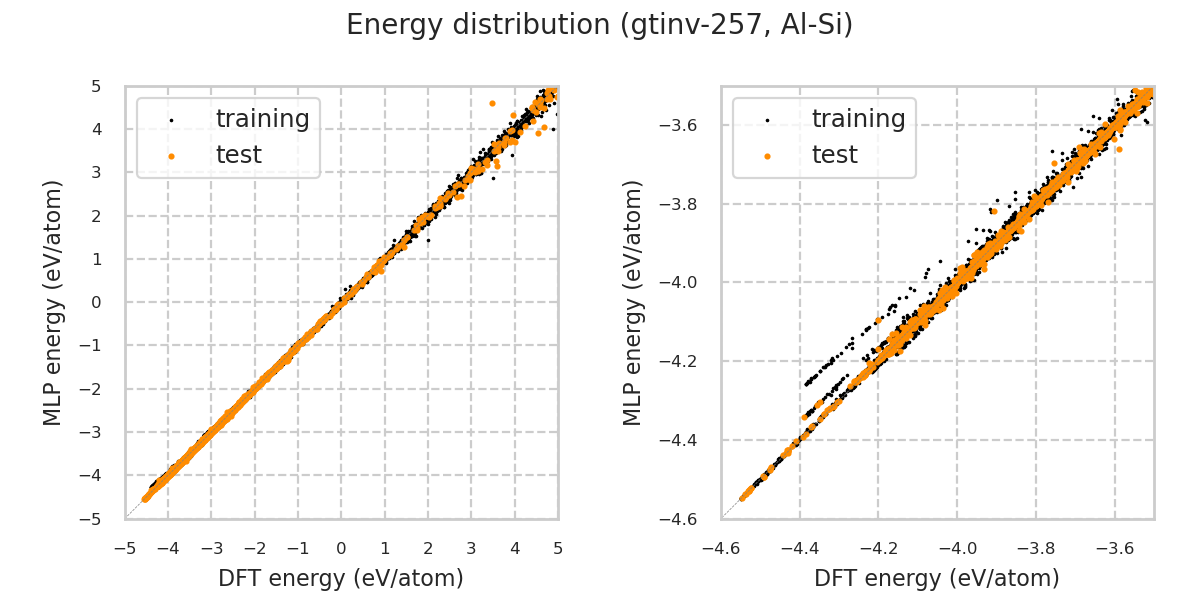 Energy distribution (gtinv-257, Al-Si)
MLP energy (eV/atom)
5
4
3
2
1
0
−1
−2
−3
−4
−5
training
test
−5 −4 −3 −2 −1 0 1 2 3 4 5
DFT energy (eV/atom)
MLP energy (eV/atom)
−3.6
−3.8
−4.0
−4.2
−4.4
−4.6
training
test
−4.6 −4.4 −4.2 −4.0 −3.8 −3.6
DFT energy (eV/atom)